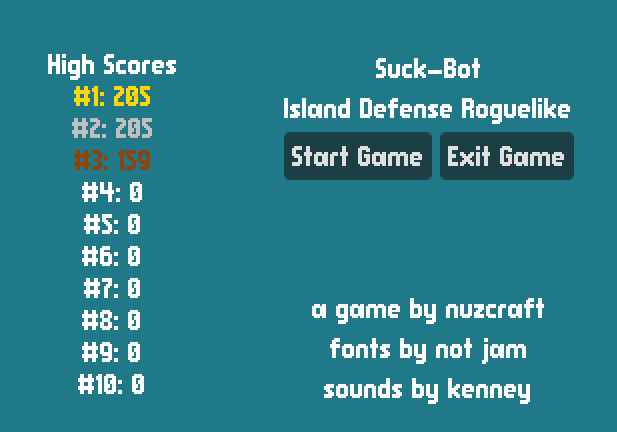 High Scores
#1: 205
#2: 205
#3: 159
#4: 0
#5: 0
#6: 0
#7: 0
#8: 0
#9: 0
#10: 0
Suck-Bot
Island Defense Roguelike
Start Game
Exit Game
a game by nuzcraft
fonts by not jam
sounds by kenney